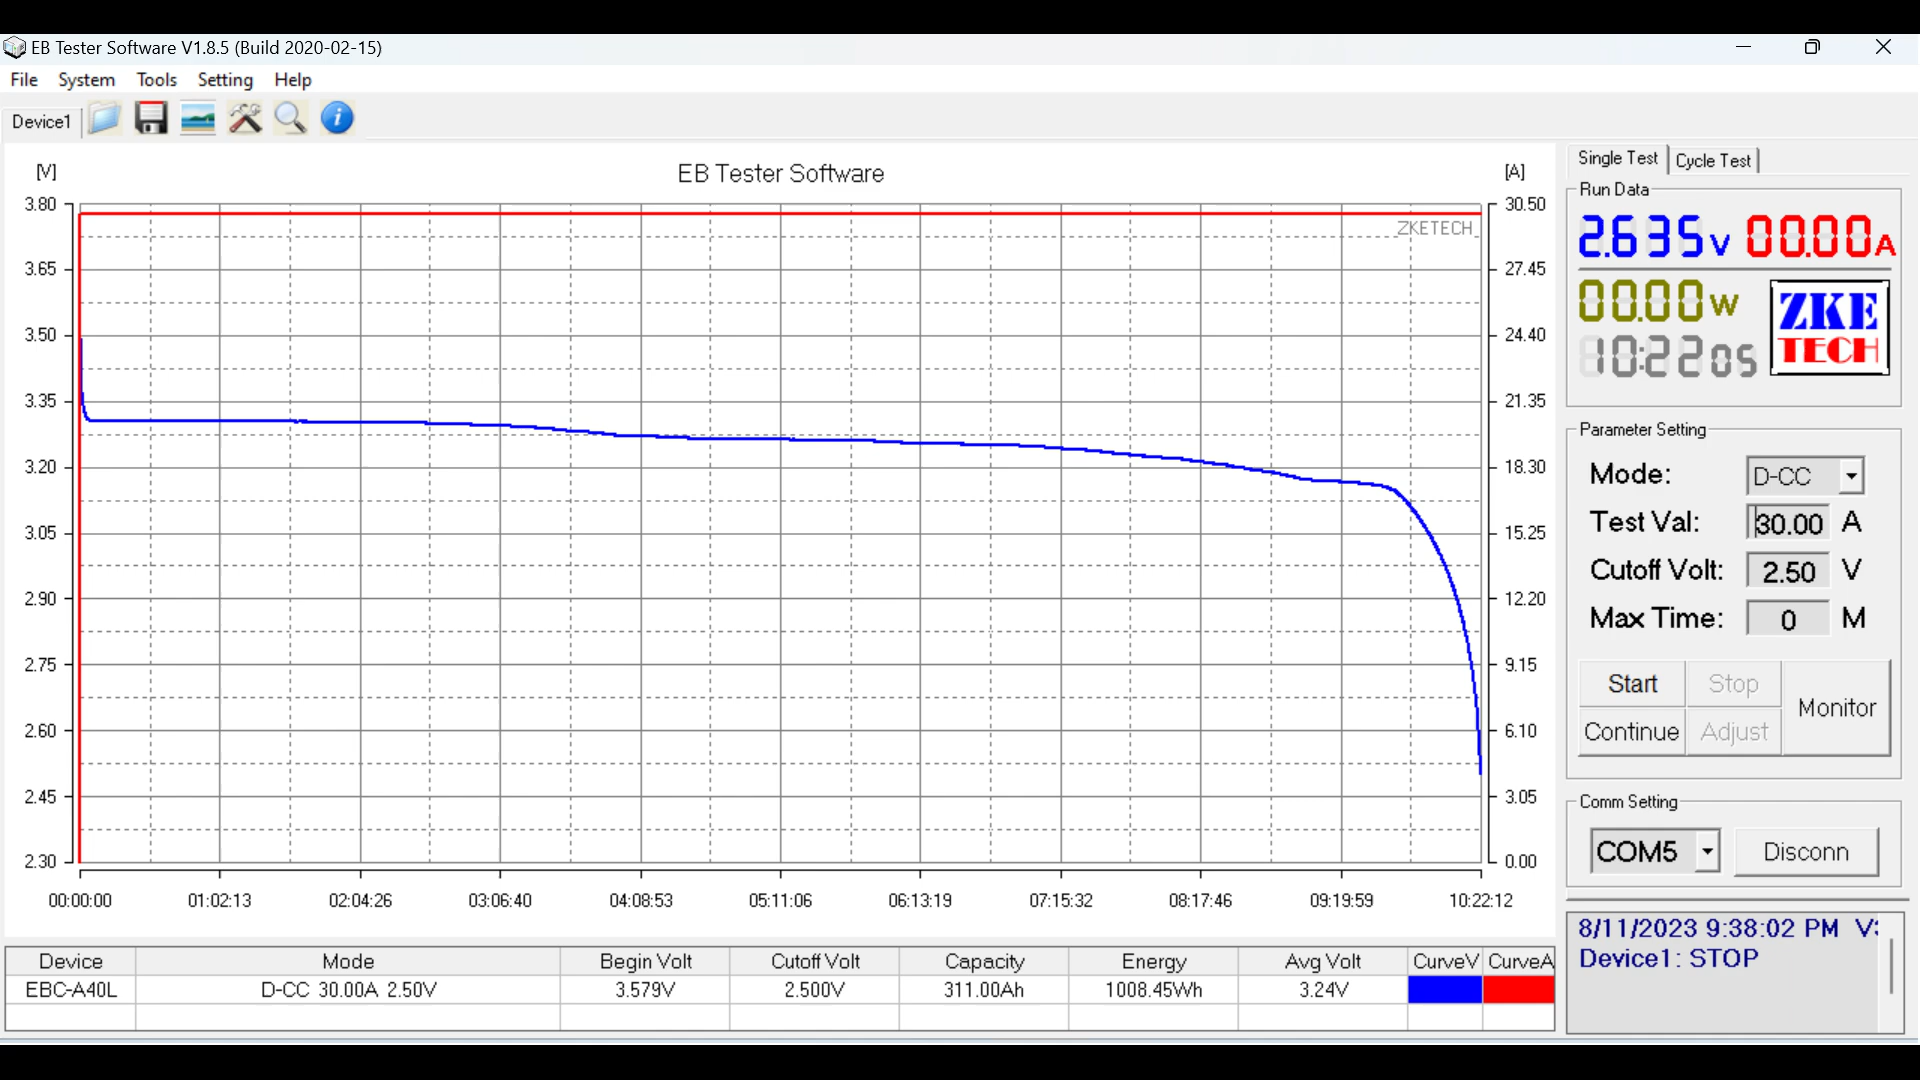 EB Tester Software V1.8.5 (Build 2020-02-15)
File System Tools Setting Help
Device1
[V] EB Tester Software [A]
ZKETECH
3.80
3.65
3.50
3.35
3.20
3.05
2.90
2.75
2.60
2.45
2.30
30.50
27.45
24.40
21.35
18.30
15.25
12.20
9.15
6.10
3.05
0.00
00:00:00 01:02:13 02:04:26 03:06:40 04:08:53 05:11:06 06:13:19 07:15:32 08:17:46 09:19:59 10:22:12
Device Mode Begin Volt Cutoff Volt Capacity Energy Avg Volt CurveV CurveA
EBC-A40L D-CC 30.00A 2.50V 3.579V 2.500V 311.00Ah 1008.45Wh 3.24V
Single Test Cycle Test
Run Data
2.635V 00.00A
00.00W
10:22 05
ZKE
TECH
Parameter Setting
Mode: D-CC
Test Val: 30.00 A
Cutoff Volt: 2.50 V
Max Time: 0 M
Start Stop Monitor
Continue Adjust
Comm Setting
COM5 Disconn
8/11/2023 9:38:02 PM
Device1: STOP